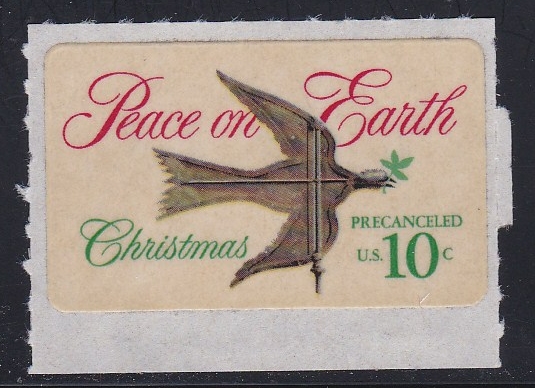 Peace on Earth
Christmas
PRECANCELED
U.S. 10c